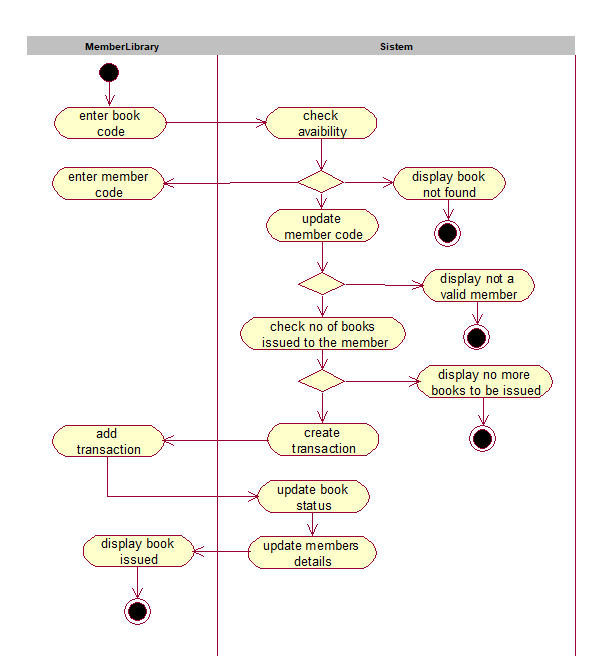 MemberLibrary
Sistem
enter book
code
check
avaibility
enter member
code
display book
not found
update
member code
display not a
valid member
check no of books
issued to the member
display no more
books to be issued
add
transaction
create
transaction
update book
status
display book
issued
update members
details